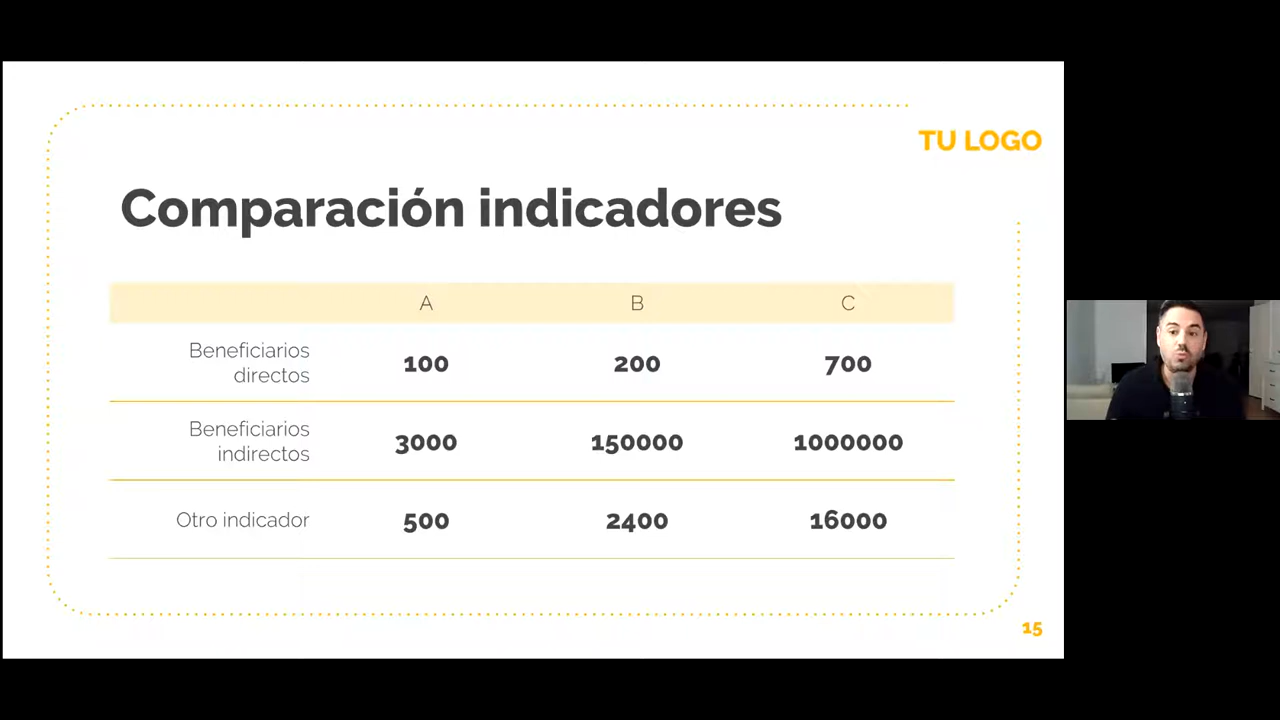 TU LOGO
Comparación indicadores
A B C
Beneficiarios
directos
100 200 700
Beneficiarios
indirectos
3000 150000 1000000
Otro indicador 500 2400 16000
15